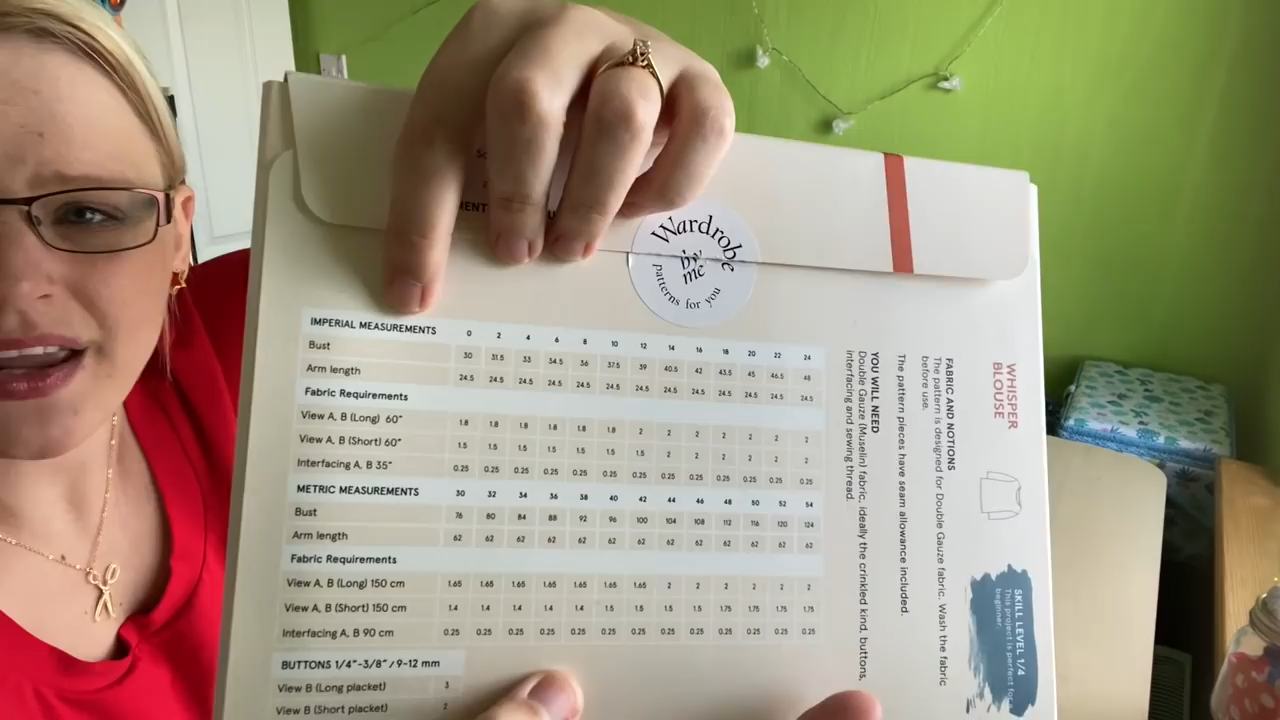 Wardrobe
by
me
patterns for you
IMPERIAL MEASUREMENTS 0 2 4 6 8 10 12 14 16 18 20 22 24
Bust 30 31.5 33 34.5 36 37.5 39 40.5 42 43.5 45 46.5 48
Arm length 24.5 24.5 24.5 24.5 24.5 24.5 24.5 24.5 24.5 24.5 24.5 24.5 24.5
Fabric Requirements
View A, B (Long) 60" 1.8 1.8 1.8 1.8 1.8 1.8 2 2 2 2 2 2 2
View A, B (Short) 60" 1.5 1.5 1.5 1.5 1.5 1.5 1.5 2 2 2 2 2 2
Interfacing A, B 35" 0.25 0.25 0.25 0.25 0.25 0.25 0.25 0.25 0.25 0.25 0.25 0.25 0.25
METRIC MEASUREMENTS 30 32 34 36 38 40 42 44 46 48 50 52 54
Bust 76 80 84 88 92 96 100 104 108 112 116 120 124
Arm length 62 62 62 62 62 62 62 62 62 62 62 62 62
Fabric Requirements
View A, B (Long) 150 cm 1.65 1.65 1.65 1.65 1.65 1.65 1.65 2 2 2 2 2 2
View A, B (Short) 150 cm 1.4 1.4 1.4 1.4 1.4 1.5 1.5 1.5 1.5 1.75 1.75 1.75 1.75
Interfacing A, B 90 cm 0.25 0.25 0.25 0.25 0.25 0.25 0.25 0.25 0.25 0.25 0.25 0.25 0.25
BUTTONS 1/4"-3/8" / 9-12 mm
View B (Long placket) 3
View B (Short placket) 2
WHISPER
BLOUSE
SKILL LEVEL 1/4
This project is perfect for a
beginner.
FABRIC AND NOTIONS
The pattern is designed for Double Gauze fabric. Wash the fabric
before use.
The pattern pieces have seam allowance included.
YOU WILL NEED
Double Gauze (Muselin) fabric, ideally the crinkled kind, buttons,
interfacing and sewing thread.